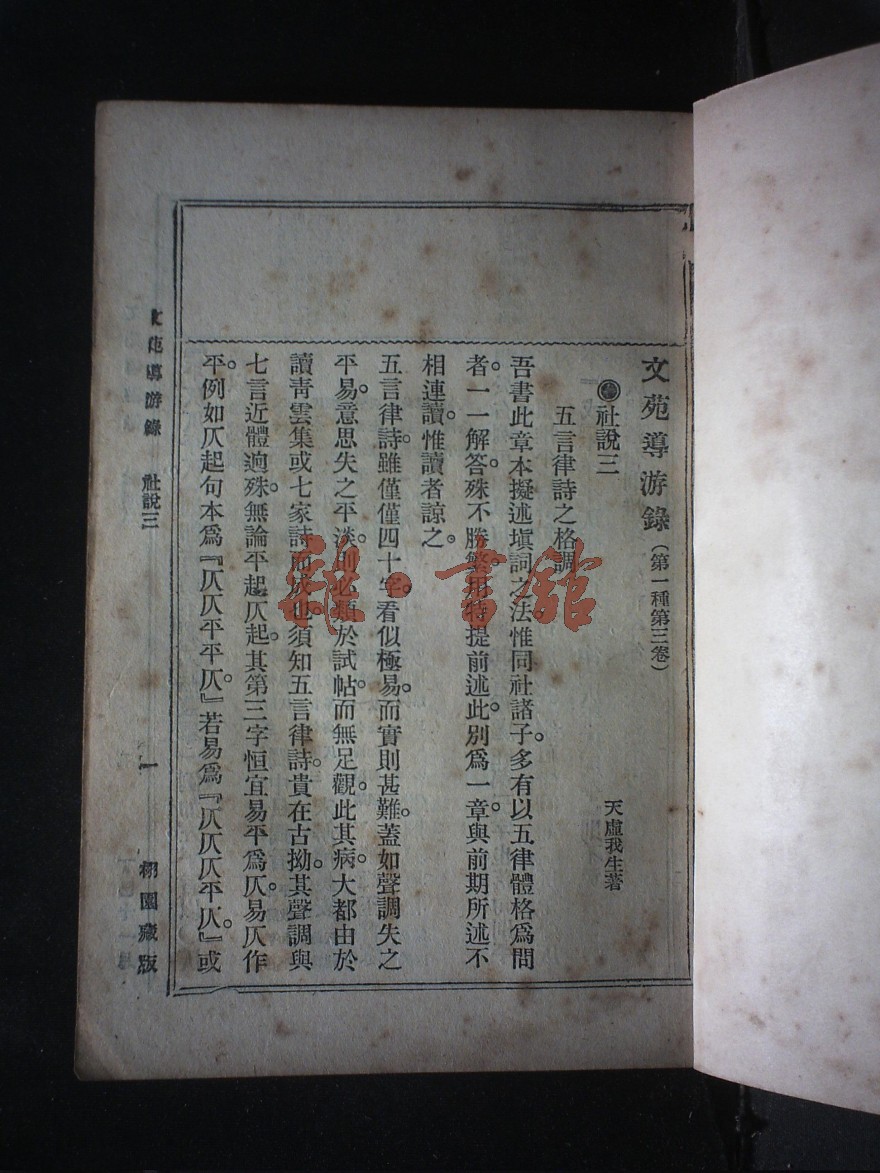 文苑導游錄(第一種第三卷)
社說三
天虛我生著
五言律詩之格調
吾書此章本擬述塡詞之法惟同社諸子。多有以五律體格爲問
者。一一解答。殊不勝繁。用特提前述此。別爲一章。與前期所述不
相連讀。惟讀者諒之。
五言律詩。雖僅僅四十字。看似極易。而實則甚難。蓋如聲調失之
平易。意思失之平淡。則必類於試帖。而無足觀。此其病。大都由於
讀靑雲集或七家詩而成也。須知五言律詩。貴在古拗。其聲調與
七言近體逈殊。無論平起仄起。其第三字恒宜易平爲仄。易仄作
平。例如仄起句本爲『仄仄平平仄。』若易爲『仄仄仄平仄。』或
文苑導游錄 社說三 一 栩園藏版
雜·書館